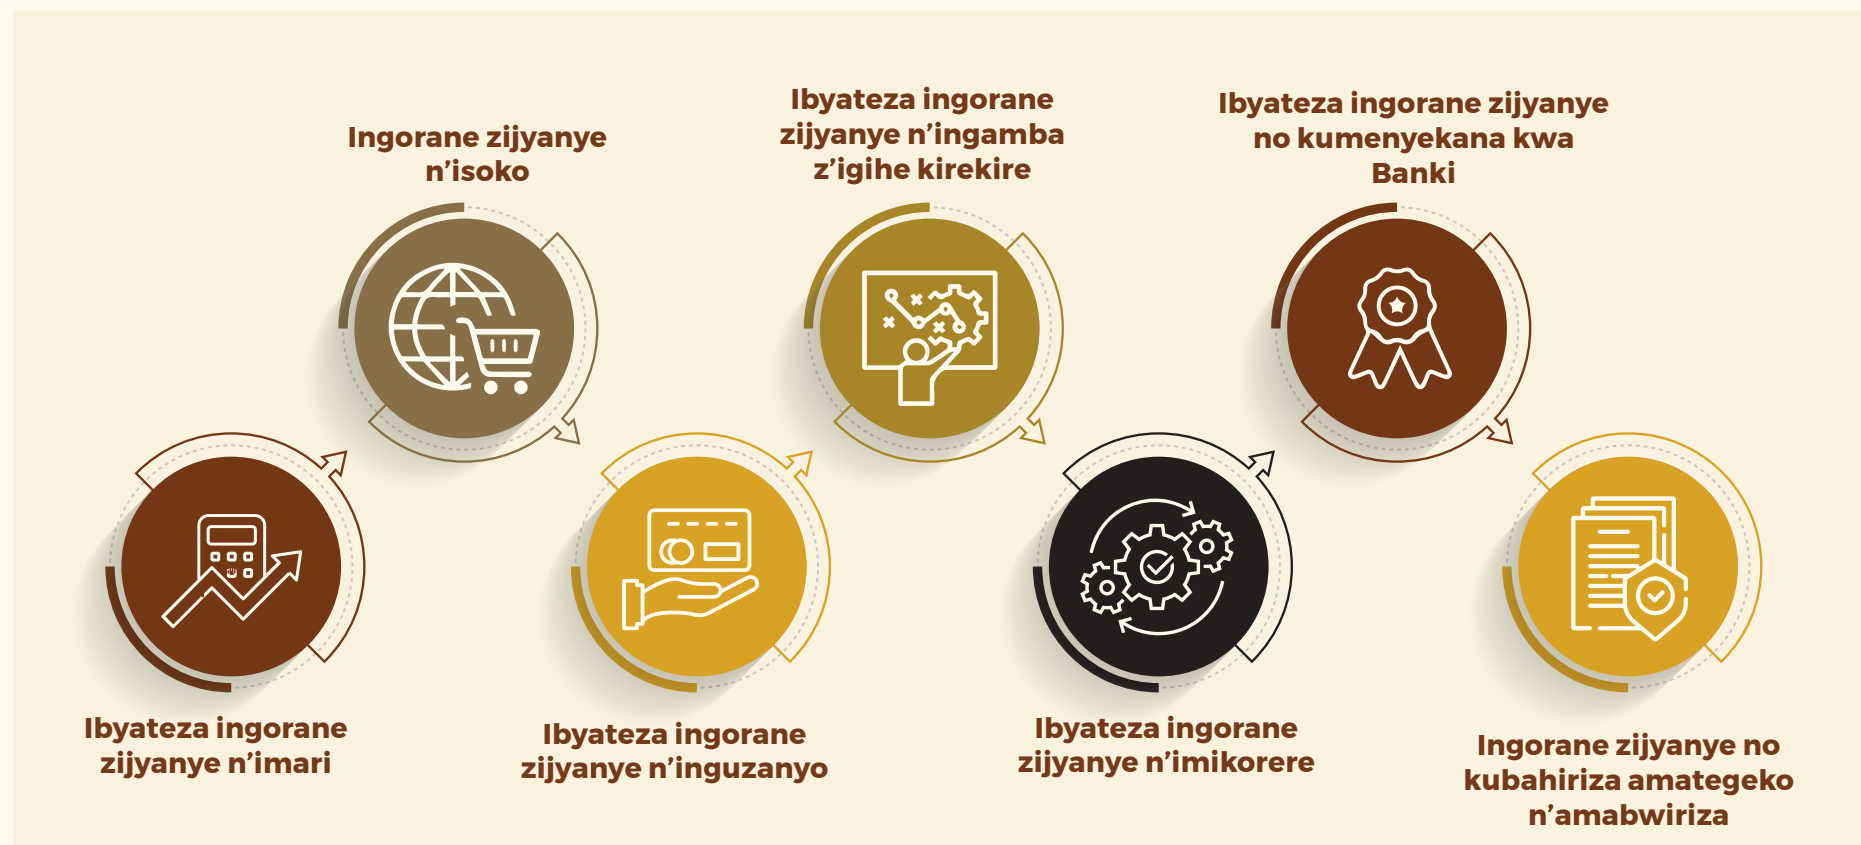 Ibyateza ingorane
zijyanye n'imari
Ingorane zijyanye
n'isoko
Ibyateza ingorane
zijyanye n'inguzanyo
Ibyateza ingorane
zijyanye n'ingamba
z'igihe kirekire
Ibyateza ingorane
zijyanye n'imikorere
Ibyateza ingorane zijyanye
no kumenyekana kwa
Banki
Ingorane zijyanye no
kubahiriza amategeko
n'amabwiriza